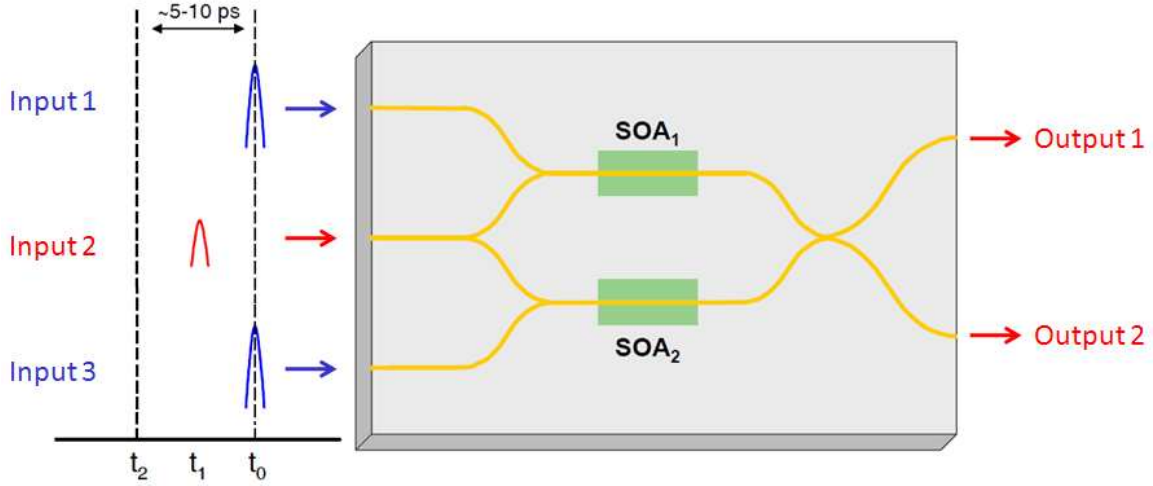 ~5-10 ps
Input 1
SOA₁
Output 1
Input 2
SOA₂
Output 2
Input 3
t₂ t₁ t₀